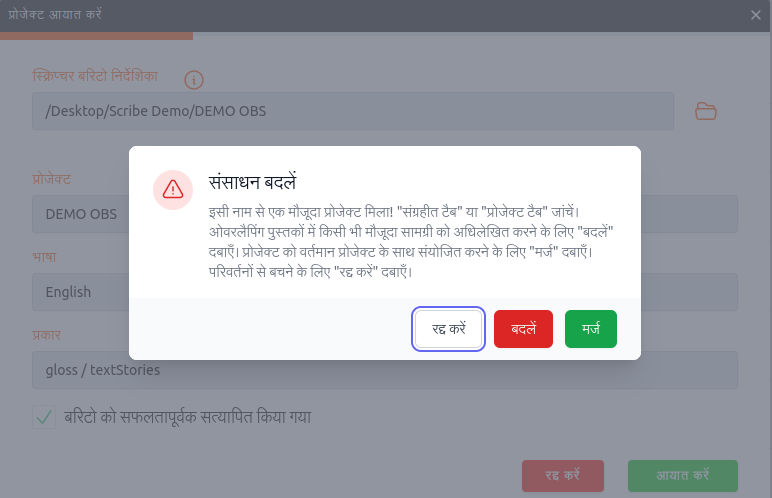 प्रोजेक्ट आयात करें
स्क्रिप्चर बरिटो निर्देशिका
/Desktop/Scribe Demo/DEMO OBS
प्रोजेक्ट
DEMO OBS
भाषा
English
प्रकार
gloss / textStories
बरिटो को सफलतापूर्वक सत्यापित किया गया
रद्द करें
आयात करें
संसाधन बदलें
इसी नाम से एक मौजूदा प्रोजेक्ट मिला! "संग्रहीत टैब" या "प्रोजेक्ट टैब" जांचें।
ओवरलैपिंग पुस्तकों में किसी भी मौजूदा सामग्री को अधिलेखित करने के लिए "बदलें"
दबाएँ। प्रोजेक्ट को वर्तमान प्रोजेक्ट के साथ संयोजित करने के लिए "मर्ज" दबाएँ।
परिवर्तनों से बचने के लिए "रद्द करें" दबाएँ।
रद्द करें
बदलें
मर्ज